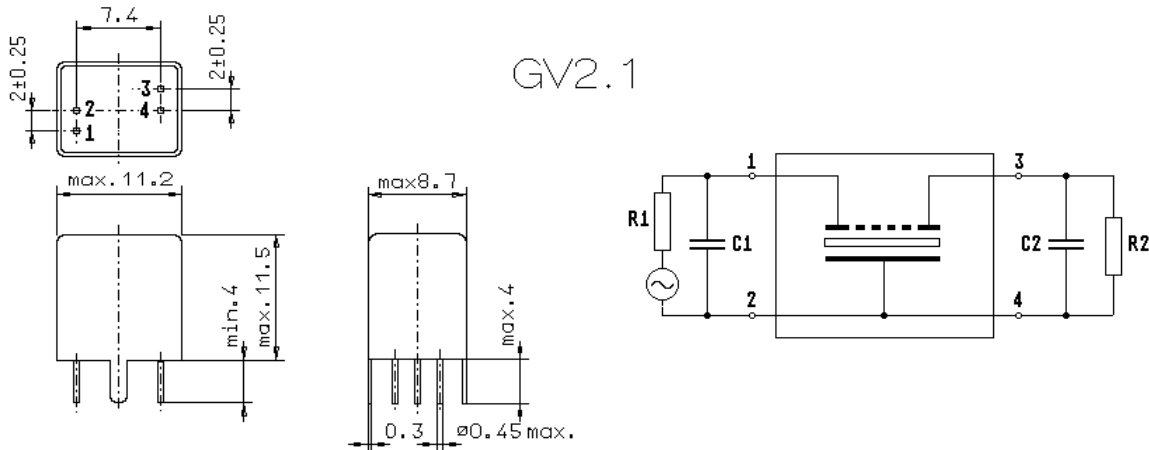 7.4
2±0.25
2±0.25
GV2.1
3
2
4
1
max.11.2
max8.7
1
3
R1
C1
C2
R2
min.4
max.11.5
max.4
2
4
0.3
ø0.45 max.